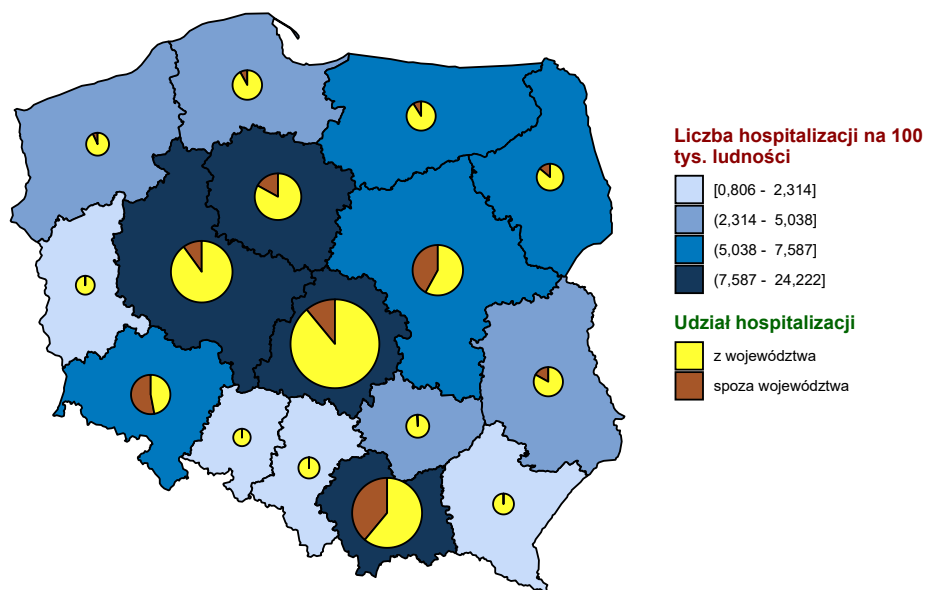 Liczba hospitalizacji na 100
tys. ludności
[0,806 - 2,314]
(2,314 - 5,038]
(5,038 - 7,587]
(7,587 - 24,222]
Udział hospitalizacji
z województwa
spoza województwa